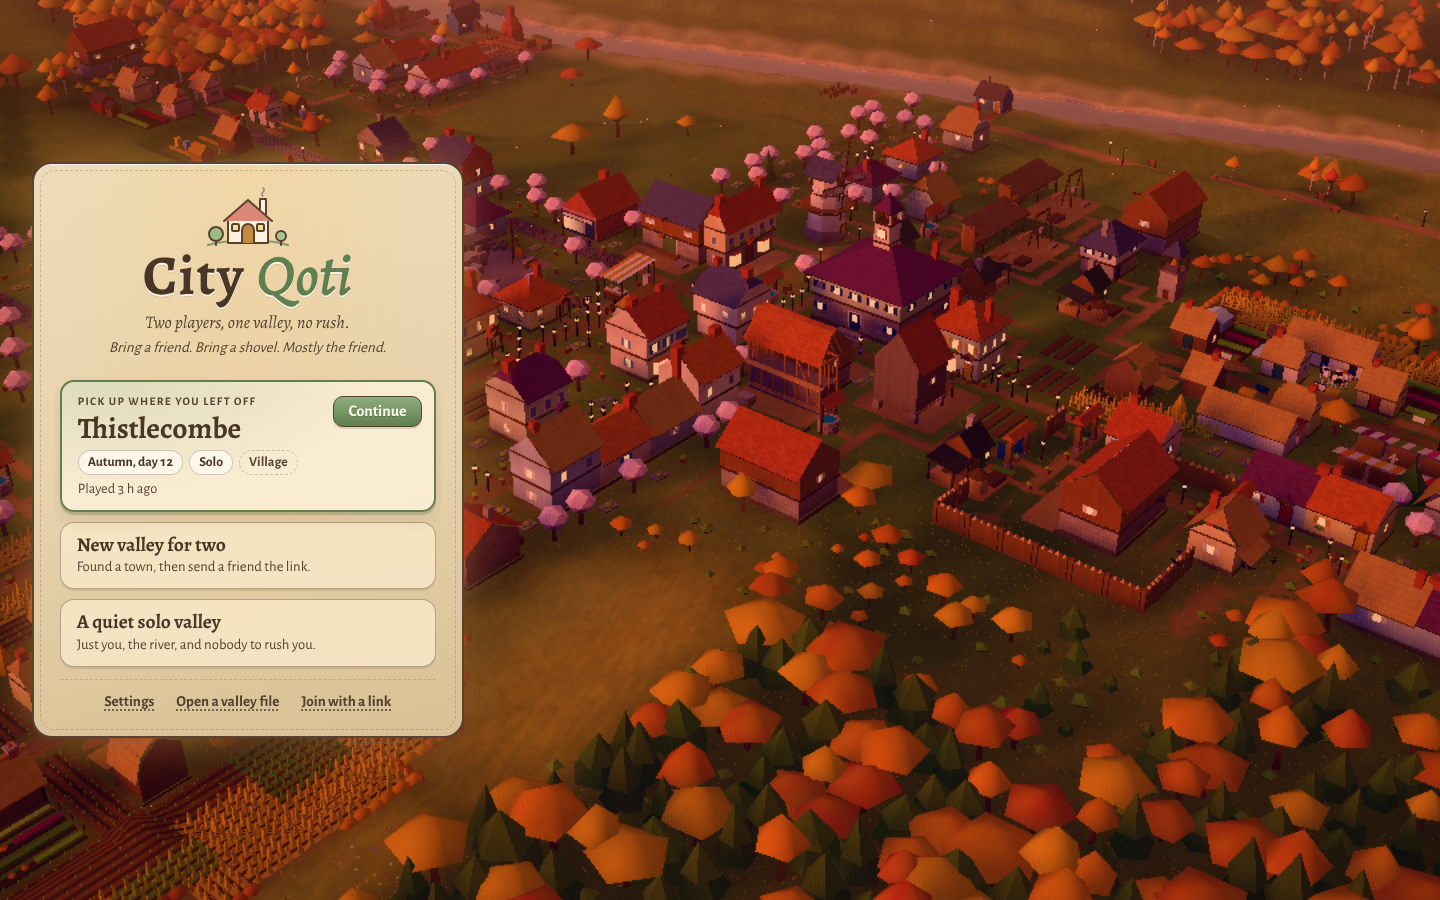 City Qoti
Two players, one valley, no rush.
Bring a friend. Bring a shovel. Mostly the friend.
PICK UP WHERE YOU LEFT OFF
Thistlecombe
Continue
Autumn, day 12 Solo Village
Played 3 h ago
New valley for two
Found a town, then send a friend the link.
A quiet solo valley
Just you, the river, and nobody to rush you.
Settings Open a valley file Join with a link